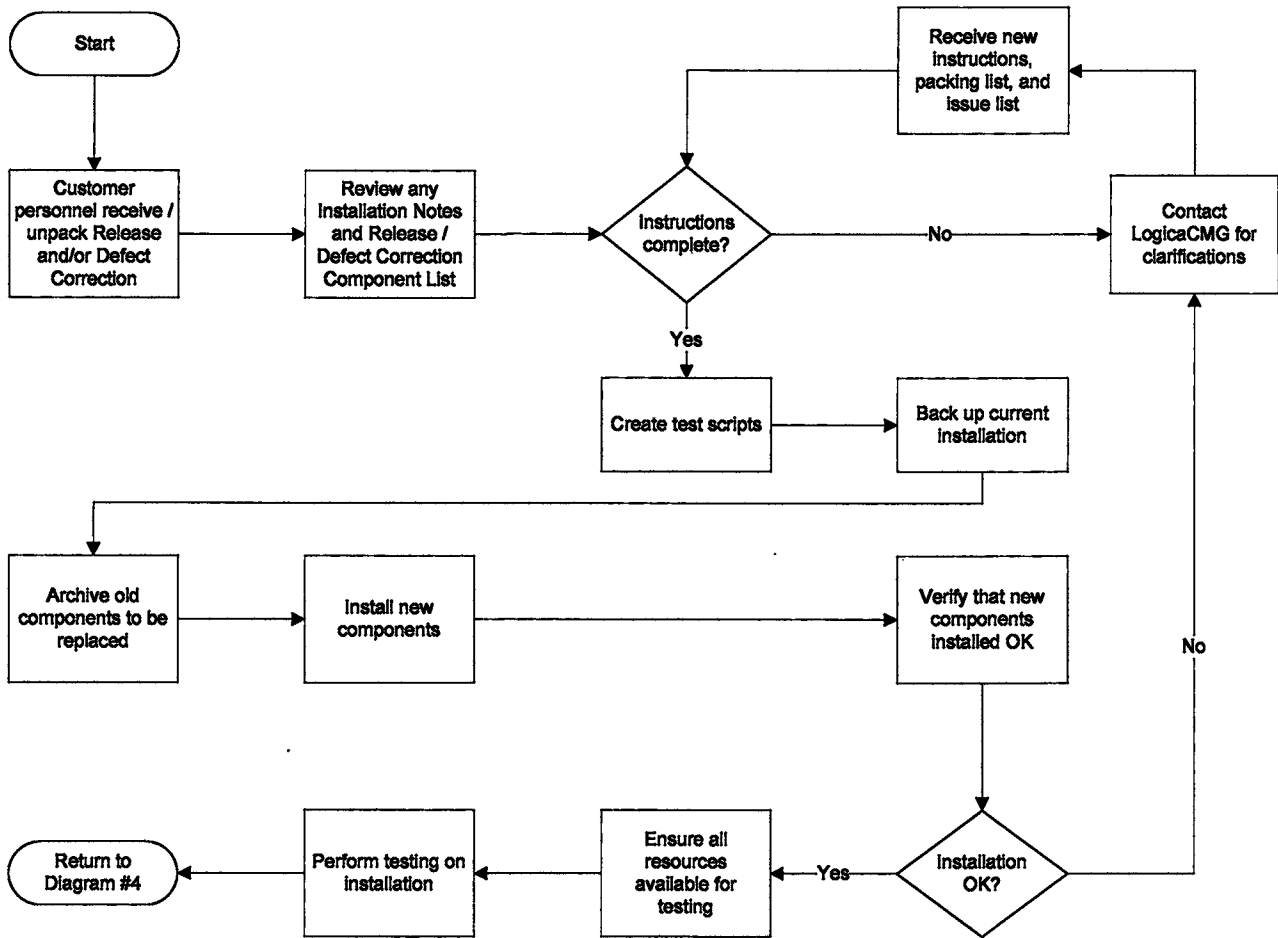 Start
Receive new
instructions,
packing list, and
issue list
Customer
personnel receive /
unpack Release
and/or Defect
Correction
Review any
Installation Notes
and Release /
Defect Correction
Component List
Instructions
complete?
No
Contact
LogicaCMG for
clarifications
Yes
Create test scripts
Back up current
installation
Archive old
components to be
replaced
Install new
components
Verify that new
components
installed OK
No
Return to
Diagram #4
Perform testing on
installation
Ensure all
resources
available for
testing
Yes
Installation
OK?